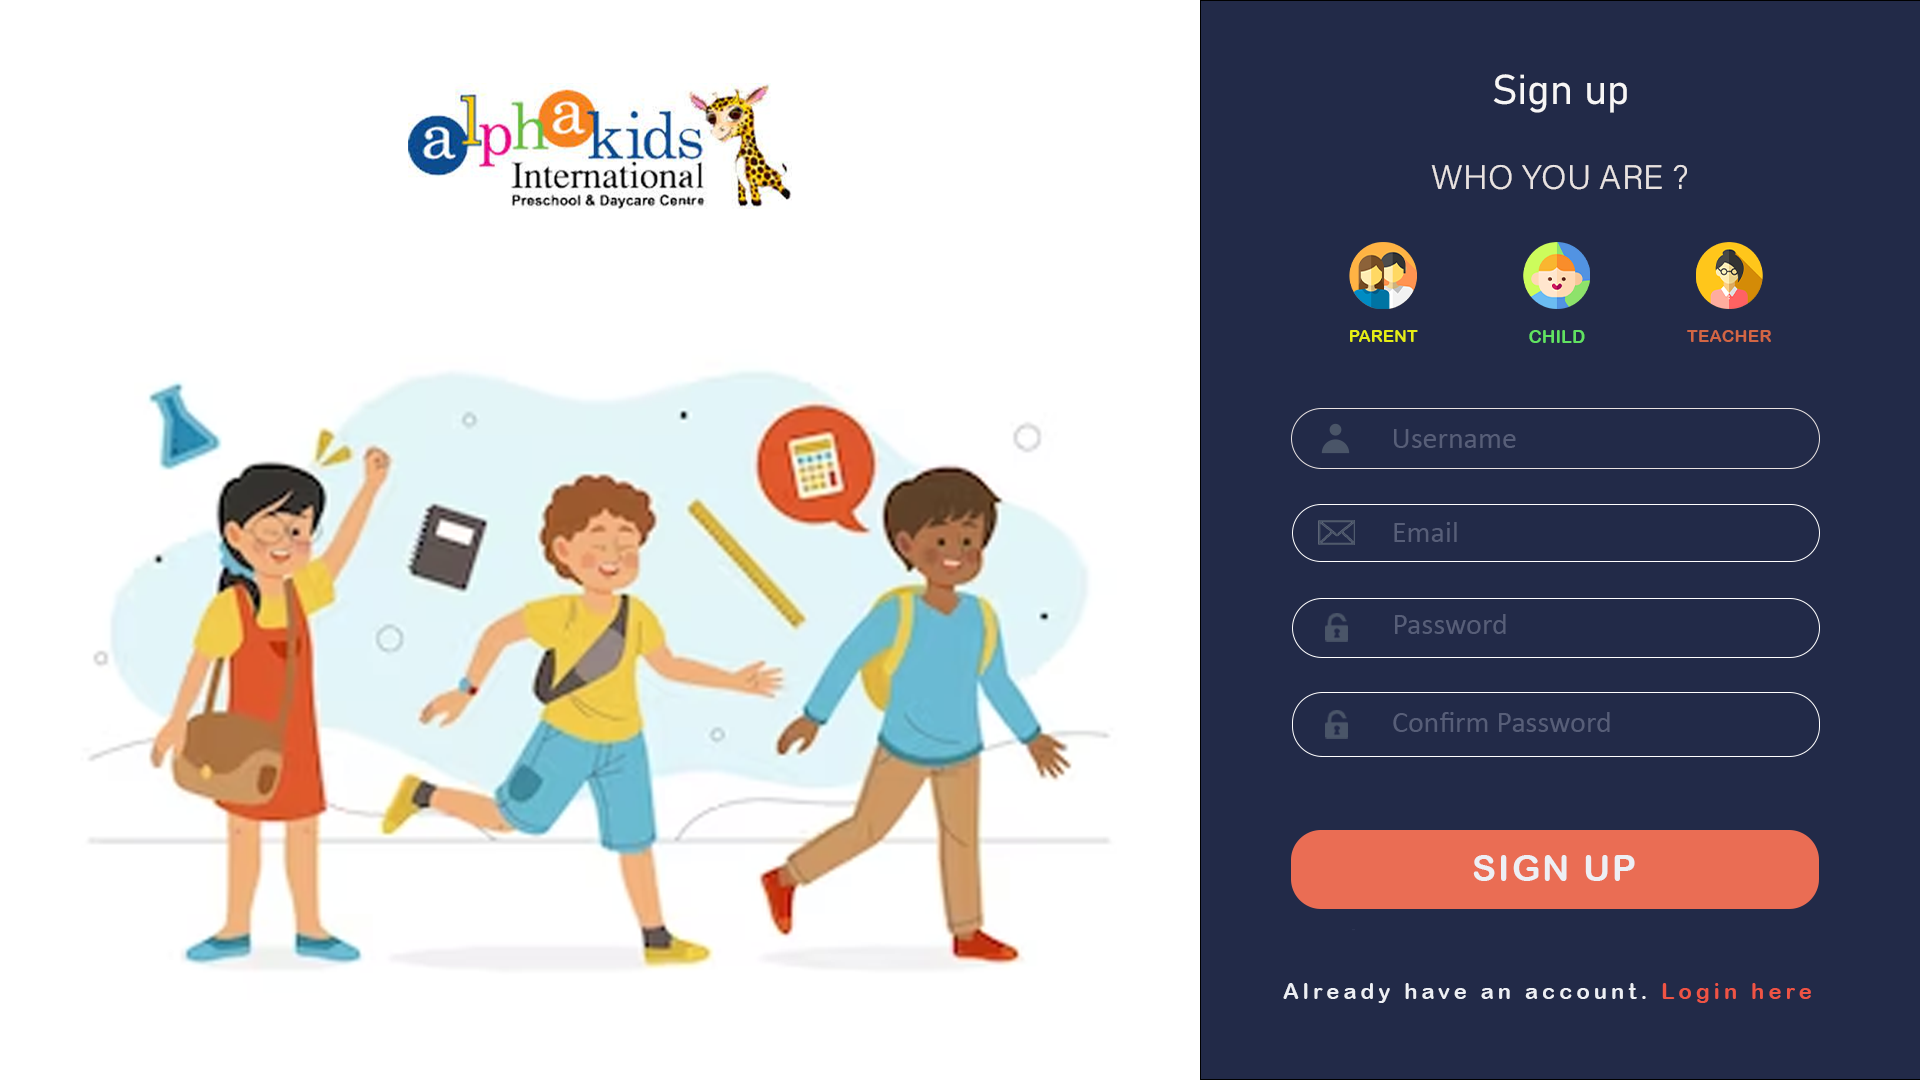 alphakids
International
Preschool & Daycare Centre
Sign up
WHO YOU ARE ?
PARENT CHILD TEACHER
Username
Email
Password
Confirm Password
SIGN UP
Already have an account. Login here